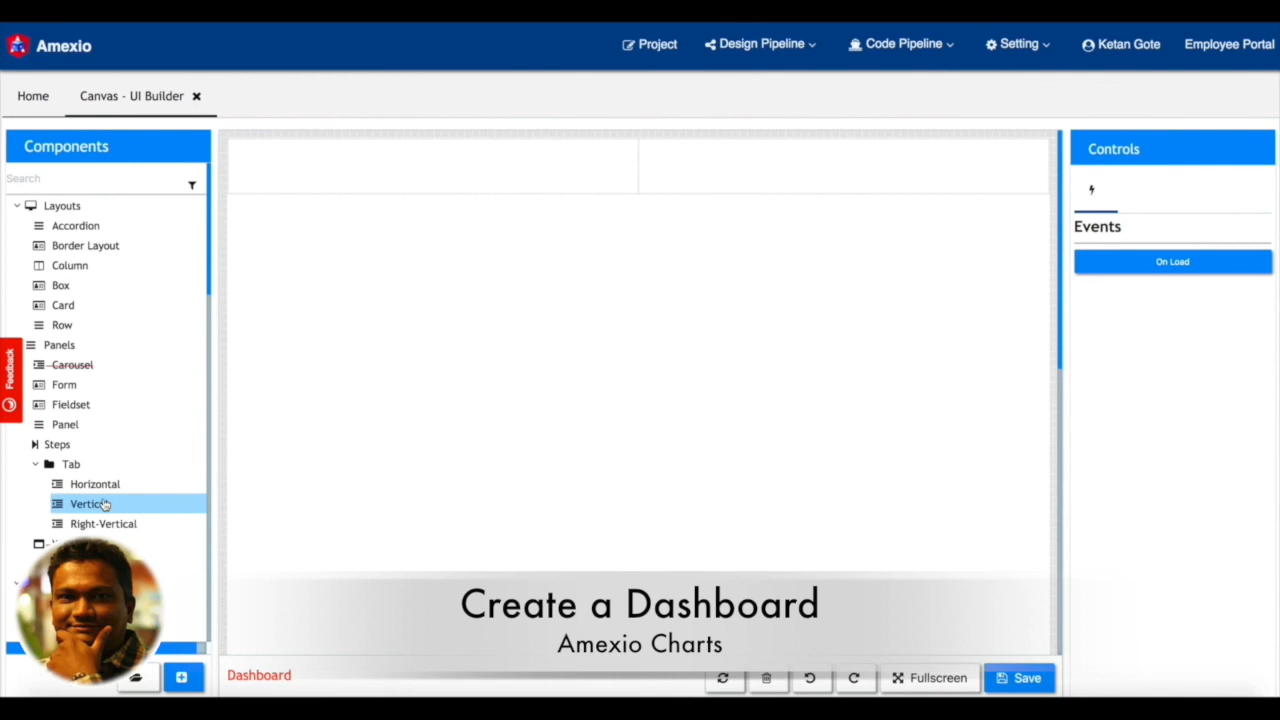 Amexio
Project
Design Pipeline
Code Pipeline
Setting
Ketan Gote
Employee Portal
Home
Canvas - UI Builder
Components
Search
Layouts
Accordion
Border Layout
Column
Box
Card
Row
Panels
Carousel
Form
Fieldset
Panel
Steps
Tab
Horizontal
Right-Vertical
Feedback
Controls
Events
On Load
Create a Dashboard
Amexio Charts
Dashboard
Fullscreen
Save